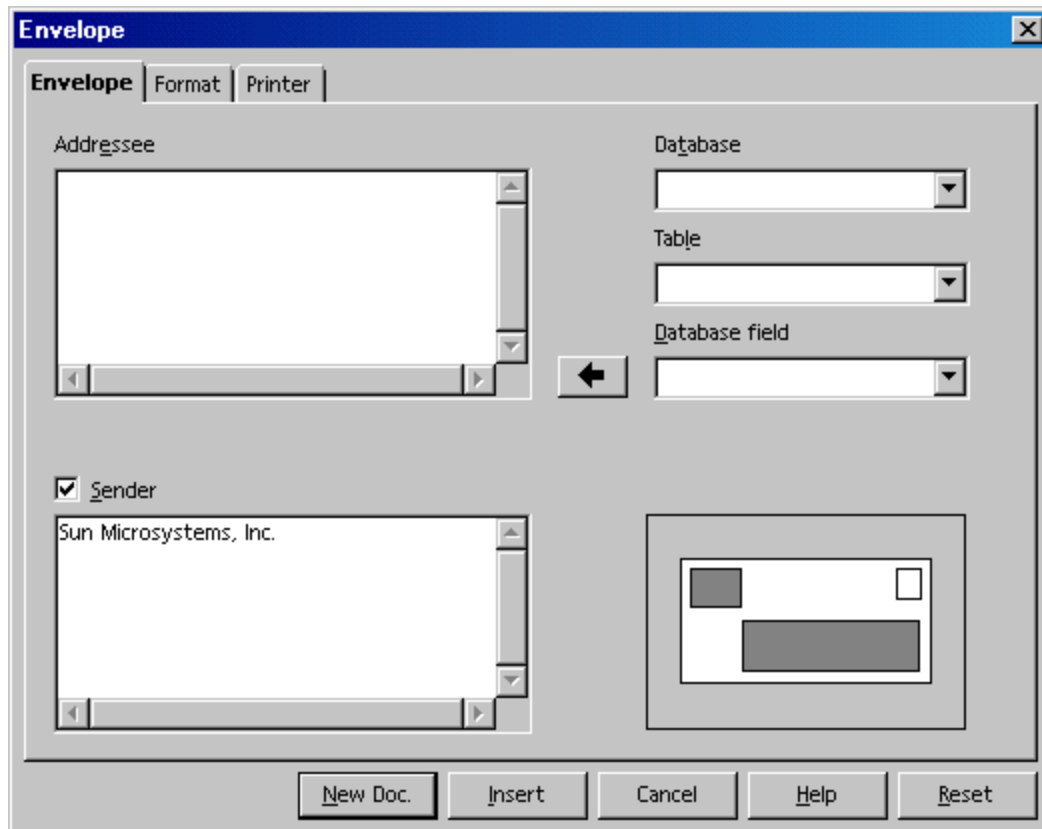 Envelope
Envelope Format Printer
Addressee
Database
Table
Database field
Sender
Sun Microsystems, Inc.
New Doc. Insert Cancel Help Reset